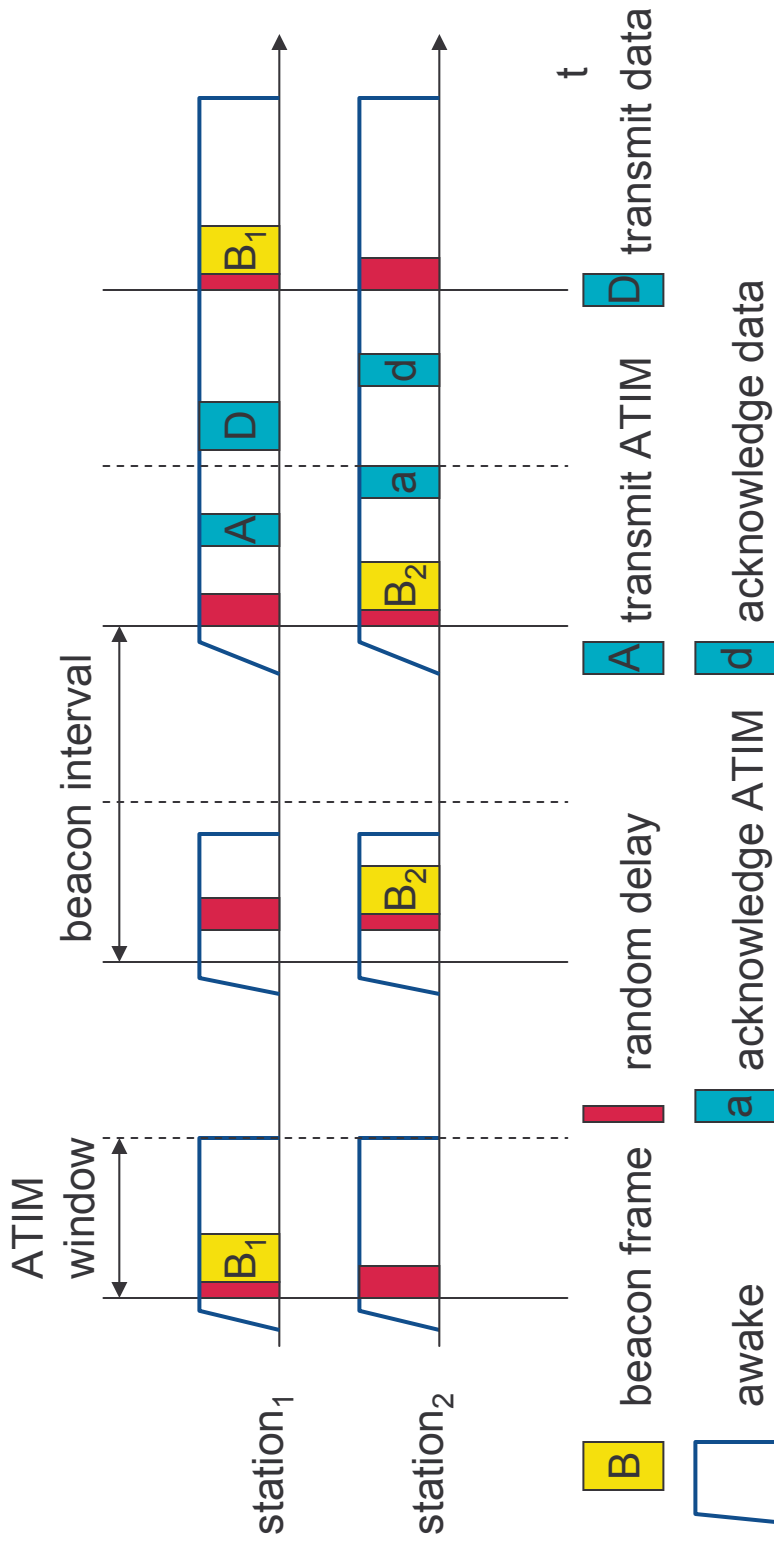 ATIM
window
beacon interval
station₁
B₁
A
D
B₁
station₂
B₂
B₂
a
d
t
B beacon frame
random delay
A transmit ATIM
D transmit data
awake
a acknowledge ATIM
d acknowledge data